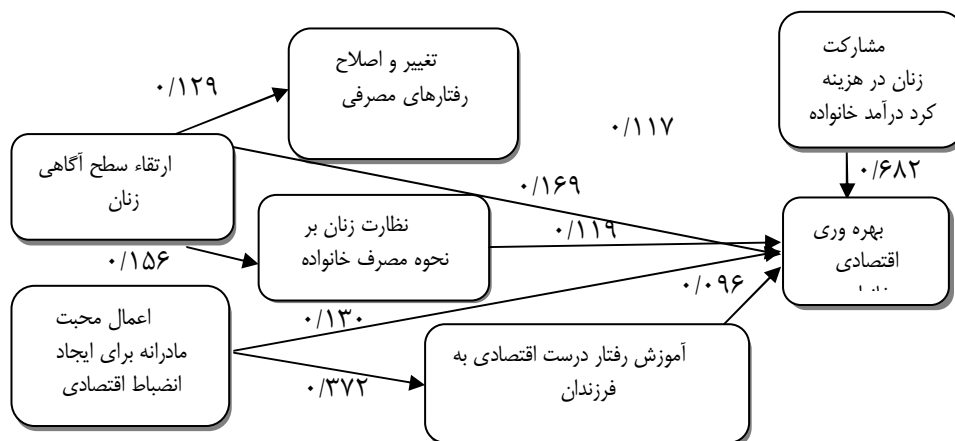 تغییر و اصلاح
رفتارهای مصرفی
مشارکت
زنان در هزینه
کرد درآمد خانواده
۰/۱۲۹
۰/۱۱۷
ارتقاء سطح آگاهی
زنان
۰/۶۸۲
۰/۱۶۹
نظارت زنان بر
نحوه مصرف خانواده
۰/۱۱۹
بهره وری
اقتصادی
۰/۱۵۶
۰/۰۹۶
اعمال محبت
مادرانه برای ایجاد
انضباط اقتصادی
۰/۱۳۰
۰/۳۷۲
آموزش رفتار درست اقتصادی به
فرزندان